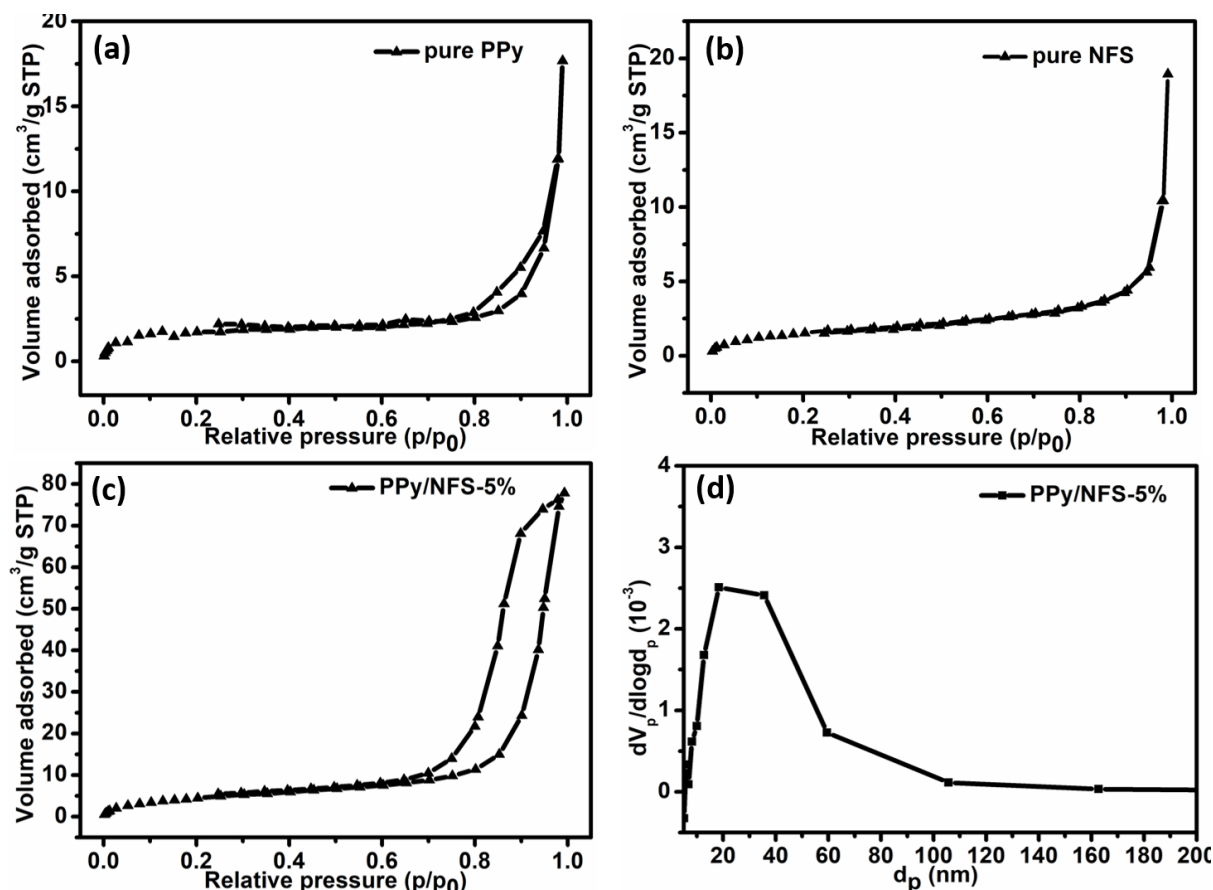 (a)
pure PPy
Volume adsorbed (cm³/g STP)
20
15
10
5
0
0.0 0.2 0.4 0.6 0.8 1.0
Relative pressure (p/p₀)
(b)
pure NFS
Volume adsorbed (cm³/g STP)
20
15
10
5
0
0.0 0.2 0.4 0.6 0.8 1.0
Relative pressure (p/p₀)
(c)
PPy/NFS-5%
Volume adsorbed (cm³/g STP)
80
70
60
50
40
30
20
10
0
0.0 0.2 0.4 0.6 0.8 1.0
Relative pressure (p/p₀)
(d)
PPy/NFS-5%
dVₚ/dlogdₚ (10⁻³)
4
3
2
1
0
20 40 60 80 100 120 140 160 180 200
dₚ (nm)